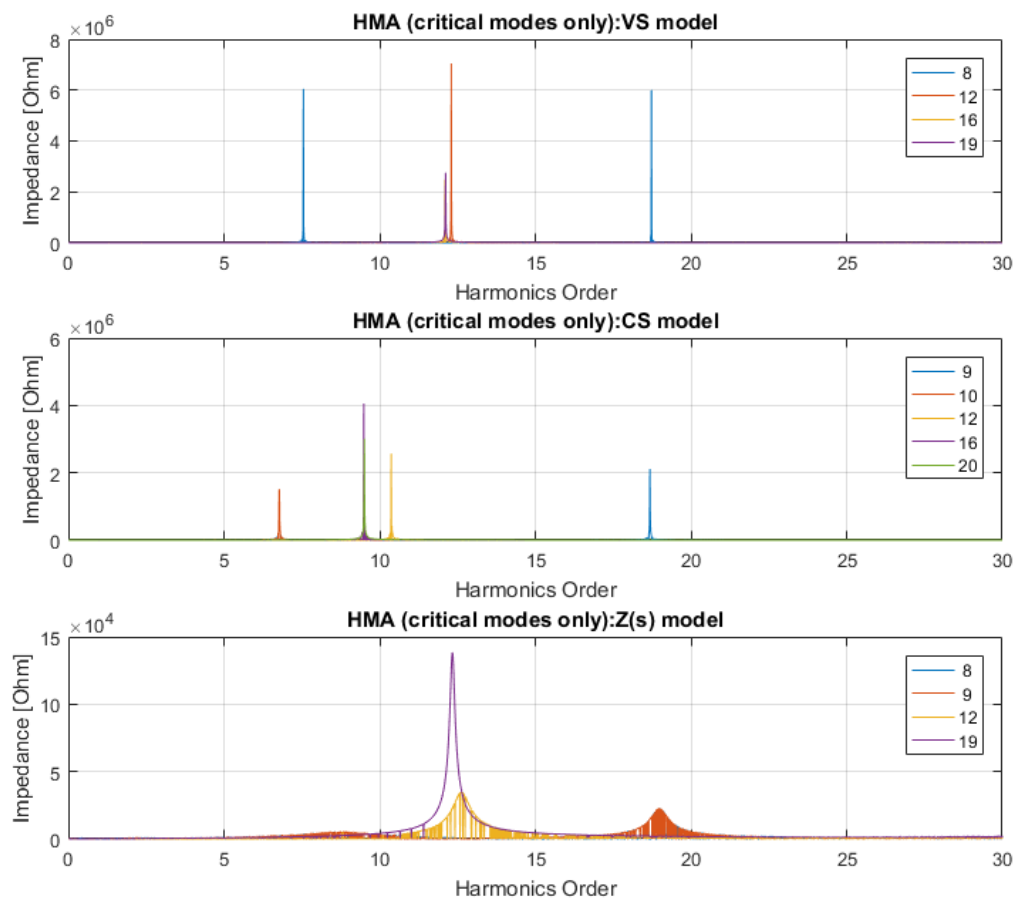 HMA (critical modes only):VS model
×10^6
Impedance [Ohm]
8
6
4
2
0
0 5 10 15 20 25 30
Harmonics Order
8
12
16
19
HMA (critical modes only):CS model
×10^6
Impedance [Ohm]
6
4
2
0
0 5 10 15 20 25 30
Harmonics Order
9
10
12
16
20
HMA (critical modes only):Z(s) model
×10^4
Impedance [Ohm]
15
10
5
0
0 5 10 15 20 25 30
Harmonics Order
8
9
12
19